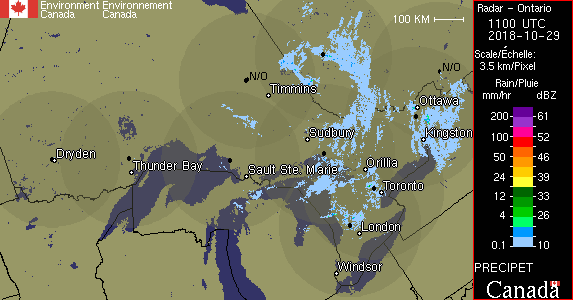 Environment Environnement
Canada Canada
100 KM
N/O
N/O
Timmins
Ottawa
Sudbury
Kingston
Dryden
Thunder Bay
Sault Ste. Marie
Orillia
Toronto
London
Windsor
Radar - Ontario
1100 UTC
2018-10-29
Scale/Échelle:
3.5 km/Pixel
Rain/Pluie
mm/hr dBZ
200 61
100 52
50 46
24 39
12 33
4 26
0.1 10
PRECIPET
Canada